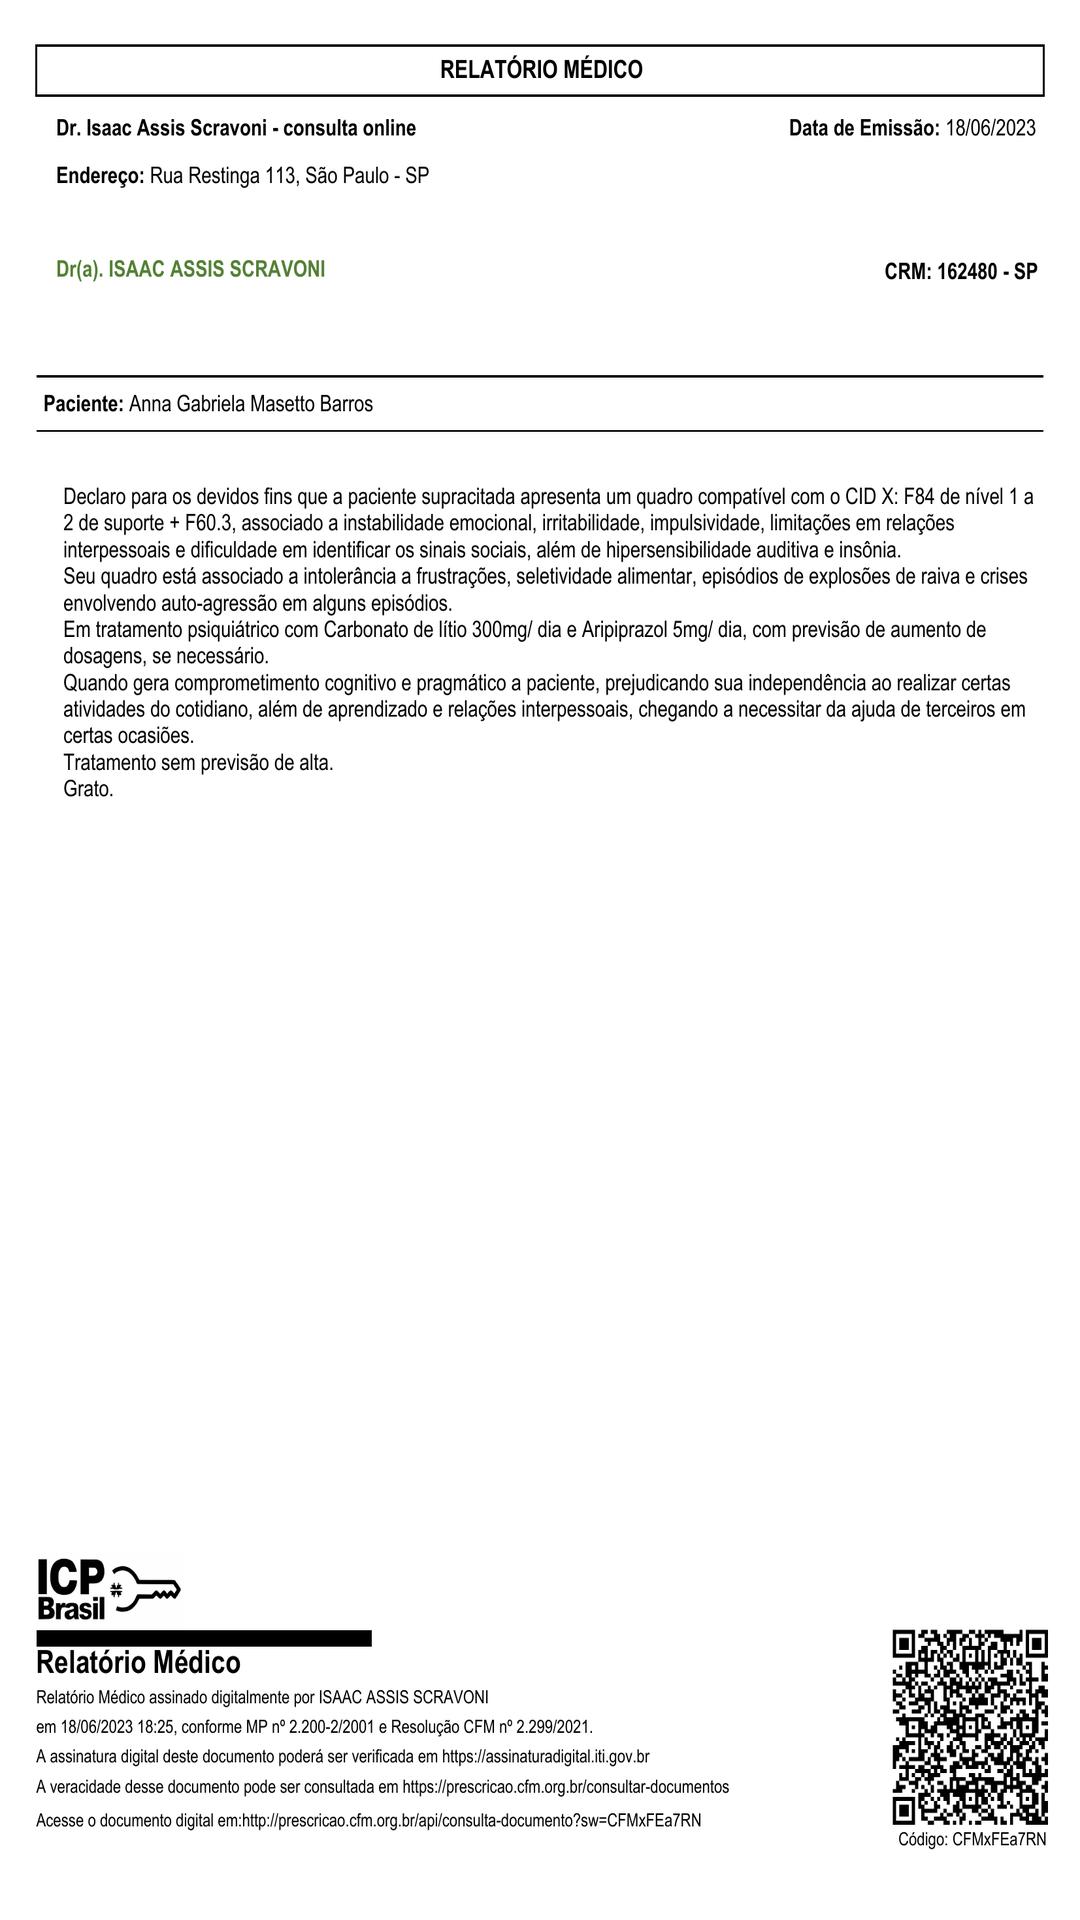 RELATÓRIO MÉDICO
Dr. Isaac Assis Scravoni - consulta online
Data de Emissão: 18/06/2023
Endereço: Rua Restinga 113, São Paulo - SP
Dr(a). ISAAC ASSIS SCRAVONI
CRM: 162480 - SP
Paciente: Anna Gabriela Masetto Barros
Declaro para os devidos fins que a paciente supracitada apresenta um quadro compatível com o CID X: F84 de nível 1 a
2 de suporte + F60.3, associado a instabilidade emocional, irritabilidade, impulsividade, limitações em relações
interpessoais e dificuldade em identificar os sinais sociais, além de hipersensibilidade auditiva e insônia.
Seu quadro está associado a intolerância a frustrações, seletividade alimentar, episódios de explosões de raiva e crises
envolvendo auto-agressão em alguns episódios.
Em tratamento psiquiátrico com Carbonato de lítio 300mg/ dia e Aripiprazol 5mg/ dia, com previsão de aumento de
dosagens, se necessário.
Quando gera comprometimento cognitivo e pragmático a paciente, prejudicando sua independência ao realizar certas
atividades do cotidiano, além de aprendizado e relações interpessoais, chegando a necessitar da ajuda de terceiros em
certas ocasiões.
Tratamento sem previsão de alta.
Grato.
ICP
Brasil
Relatório Médico
Relatório Médico assinado digitalmente por ISAAC ASSIS SCRAVONI
em 18/06/2023 18:25, conforme MP nº 2.200-2/2001 e Resolução CFM nº 2.299/2021.
A assinatura digital deste documento poderá ser verificada em https://assinaturadigital.iti.gov.br
A veracidade desse documento pode ser consultada em https://prescricao.cfm.org.br/consultar-documentos
Acesse o documento digital em:http://prescricao.cfm.org.br/api/consulta-documento?sw=CFMxFEa7RN
Código: CFMxFEa7RN